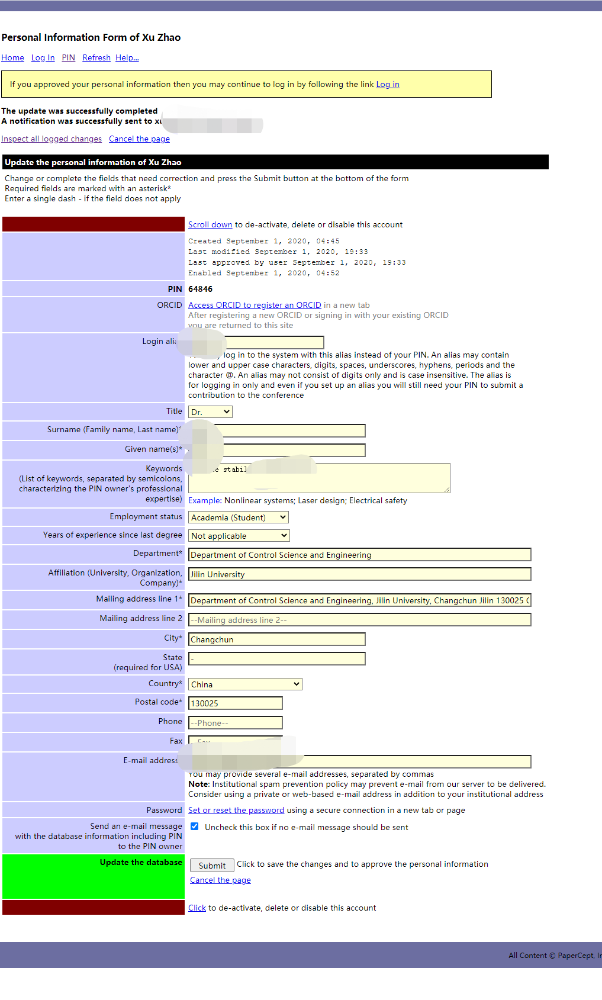 Personal Information Form of Xu Zhao
Home Log In PIN Refresh Help...
If you approved your personal information then you may continue to log in by following the link Log in
The update was successfully completed
A notification was successfully sent to
Inspect all logged changes Cancel the page
Update the personal information of Xu Zhao
Change or complete the fields that need correction and press the Submit button at the bottom of the form
Required fields are marked with an asterisk*
Enter a single dash - if the field does not apply
Scroll down to de-activate, delete or disable this account
Created September 1, 2020, 04:45
Last modified September 1, 2020, 19:33
Last approved by user September 1, 2020, 19:33
Enabled September 1, 2020, 04:52
PIN 64846
ORCID Access ORCID to register an ORCID in a new tab
After registering a new ORCID or signing in with your existing ORCID
you are returned to this site
Login
log in to the system with this alias instead of your PIN. An alias may contain
lower and upper case characters, digits, spaces, underscores, hyphens, periods and the
character @. An alias may not consist of digits only and is case insensitive. The alias is
for logging in only and even if you set up an alias you will still need your PIN to submit a
contribution to the conference
Title Dr.
Surname (Family name, Last name)*
Given name(s)*
Keywords
(List of keywords, separated by semicolons,
characterizing the PIN owner's professional
expertise)
Example: Nonlinear systems; Laser design; Electrical safety
Employment status Academia (Student)
Years of experience since last degree Not applicable
Department* Department of Control Science and Engineering
Affiliation (University, Organization,
Company)* Jilin University
Mailing address line 1* Department of Control Science and Engineering, Jilin University, Changchun Jilin 130025
Mailing address line 2 --Mailing address line 2--
City* Changchun
State -
(required for USA)
Country* China
Postal code* 130025
Phone --Phone--
Fax
E-mail address
You may provide several e-mail addresses, separated by commas
Note: Institutional spam prevention policy may prevent e-mail from our server to be delivered.
Consider using a private or web-based e-mail address in addition to your institutional address
Password Set or reset the password using a secure connection in a new tab or page
Send an e-mail message
with the database information including PIN
to the PIN owner
Uncheck this box if no e-mail message should be sent
Update the database Submit Click to save the changes and to approve the personal information
Cancel the page
Click to de-activate, delete or disable this account
All Content © PaperCept,